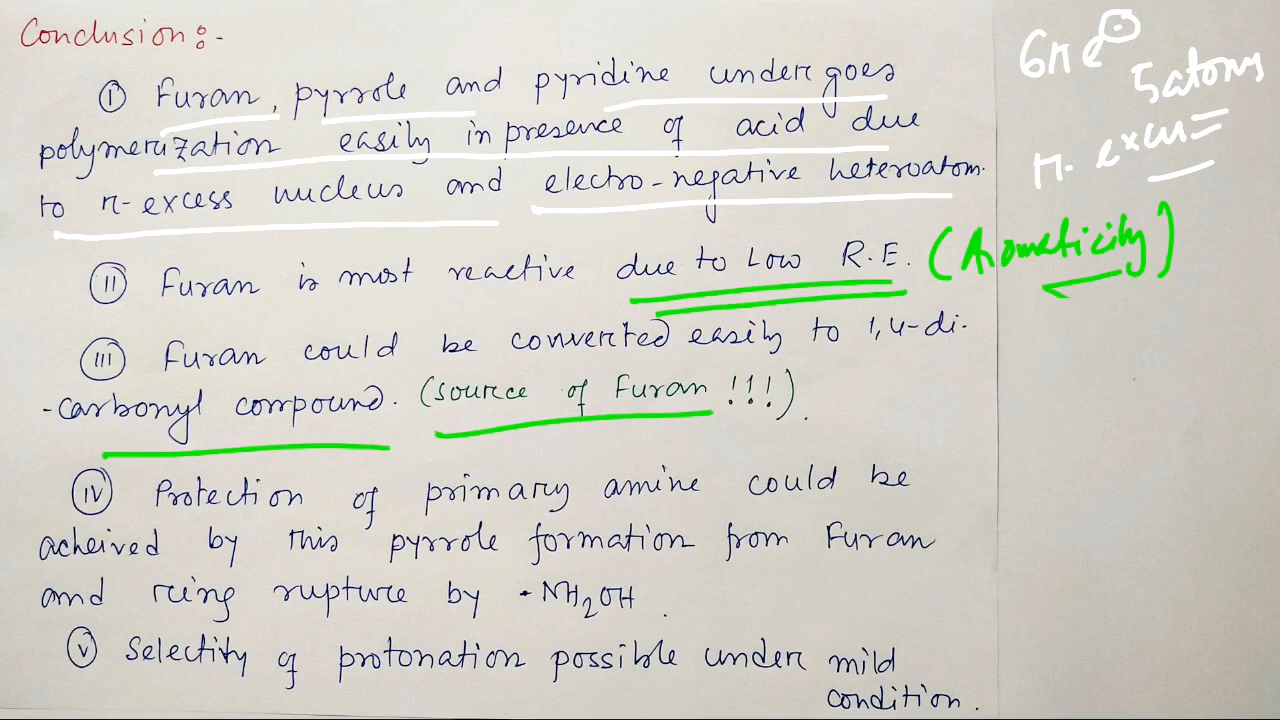 Conclusion:-
(I) Furan, pyrrole and pyridine undergoes
polymerization easily in presence of acid due
to π-excess nucleus and electro-negative heteroatom.
(II) Furan is most reactive due to Low R.E. (Aromaticity)
(III) Furan could be converted easily to 1,4-di-
-carbonyl compound. (source of Furan !!!).
(IV) Protection of primary amine could be
acheived by this pyrrole formation from Furan
and ring rupture by -NH2OH.
(V) Selectity of protonation possible under mild
condition.
6π e⊖
5 atoms
π-excess